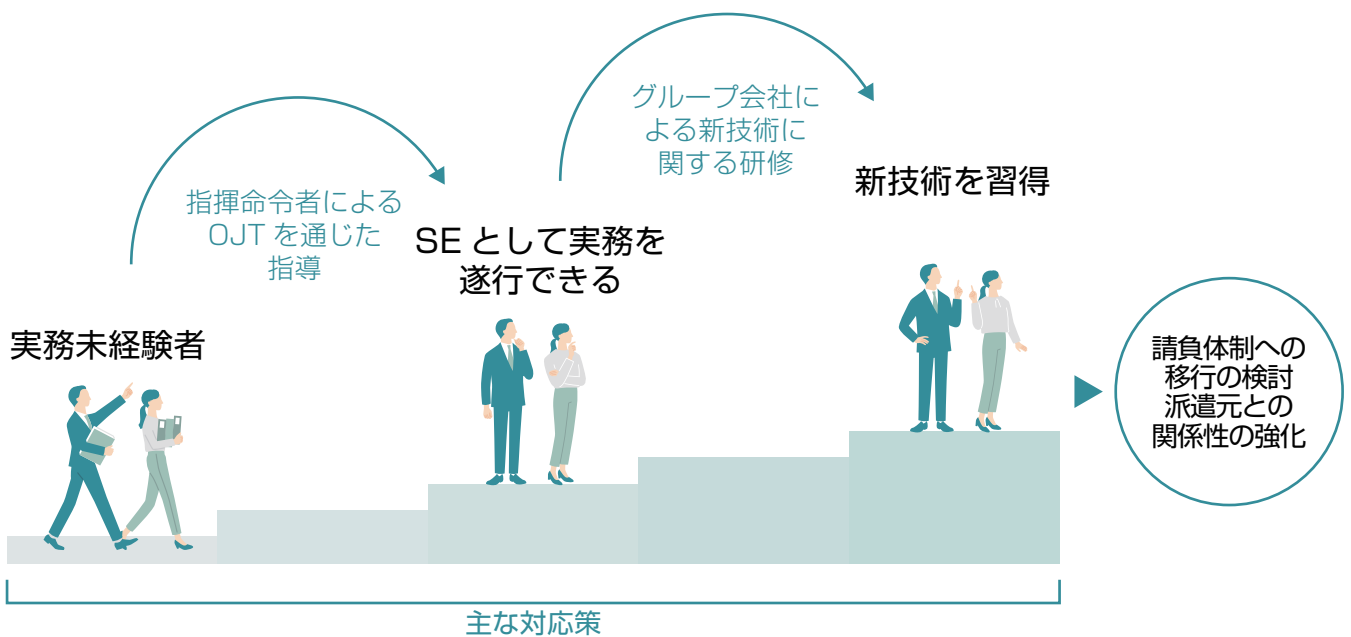 実務未経験者
指揮命令者による
OJT を通じた
指導
SE として実務を
遂行できる
グループ会社に
よる新技術に
関する研修
新技術を習得
請負体制への
移行の検討
派遣元との
関係性の強化
主な対応策